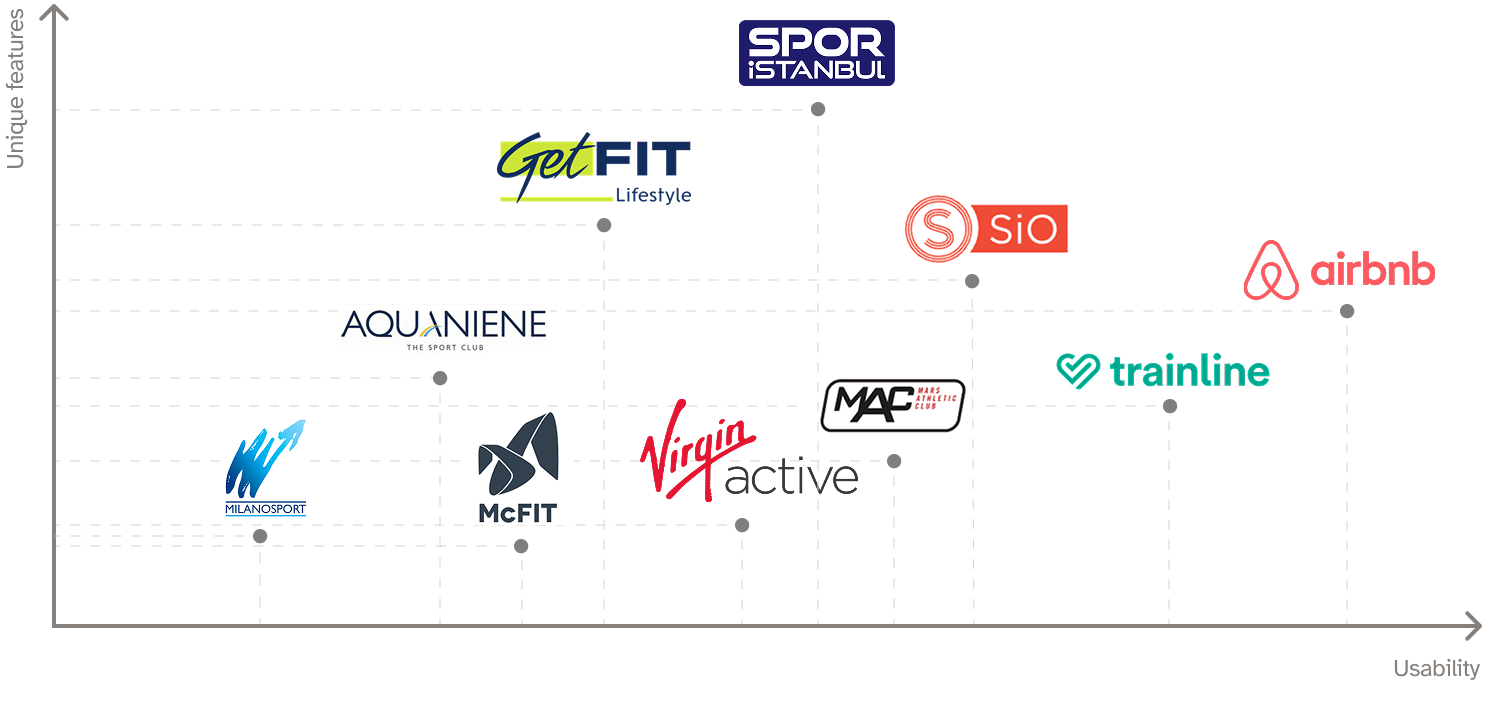 Unique features
SPOR
iSTANBUL
GetFIT
Lifestyle
S SiO
airbnb
AQUANIENE
THE SPORT CLUB
trainline
MAC MARS
ATHLETIC
CLUB
MILANOSPORT
McFIT
Virgin
active
Usability